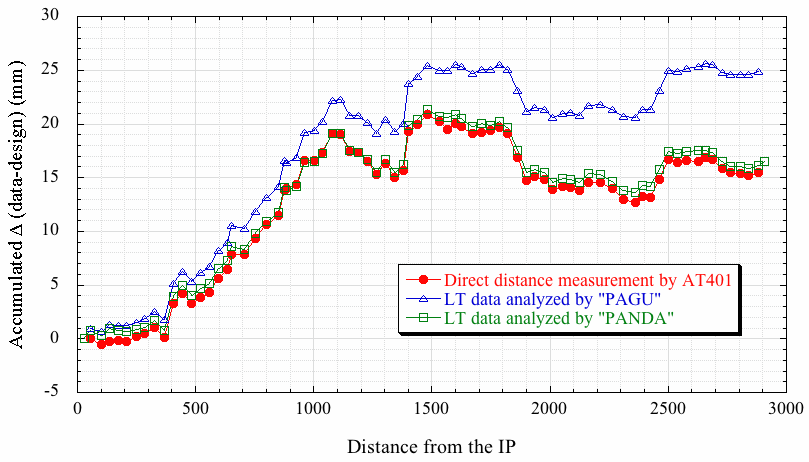 30
25
20
15
10
5
0
-5
Accumulated Δ (data-design) (mm)
Direct distance measurement by AT401
LT data analyzed by "PAGU"
LT data analyzed by "PANDA"
0 500 1000 1500 2000 2500 3000
Distance from the IP